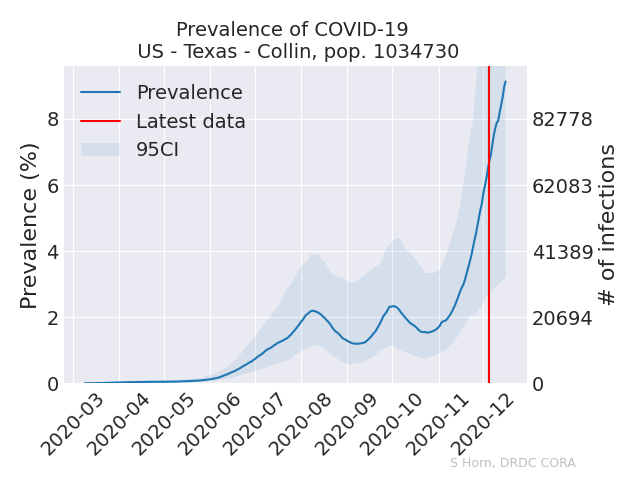 Prevalence of COVID-19
US - Texas - Collin, pop. 1034730
Prevalence
Latest data
95CI
Prevalence (%)
8
6
4
2
0
82778
62083
41389
20694
0
# of infections
2020-03
2020-04
2020-05
2020-06
2020-07
2020-08
2020-09
2020-10
2020-11
2020-12
S Horn, DRDC CORA